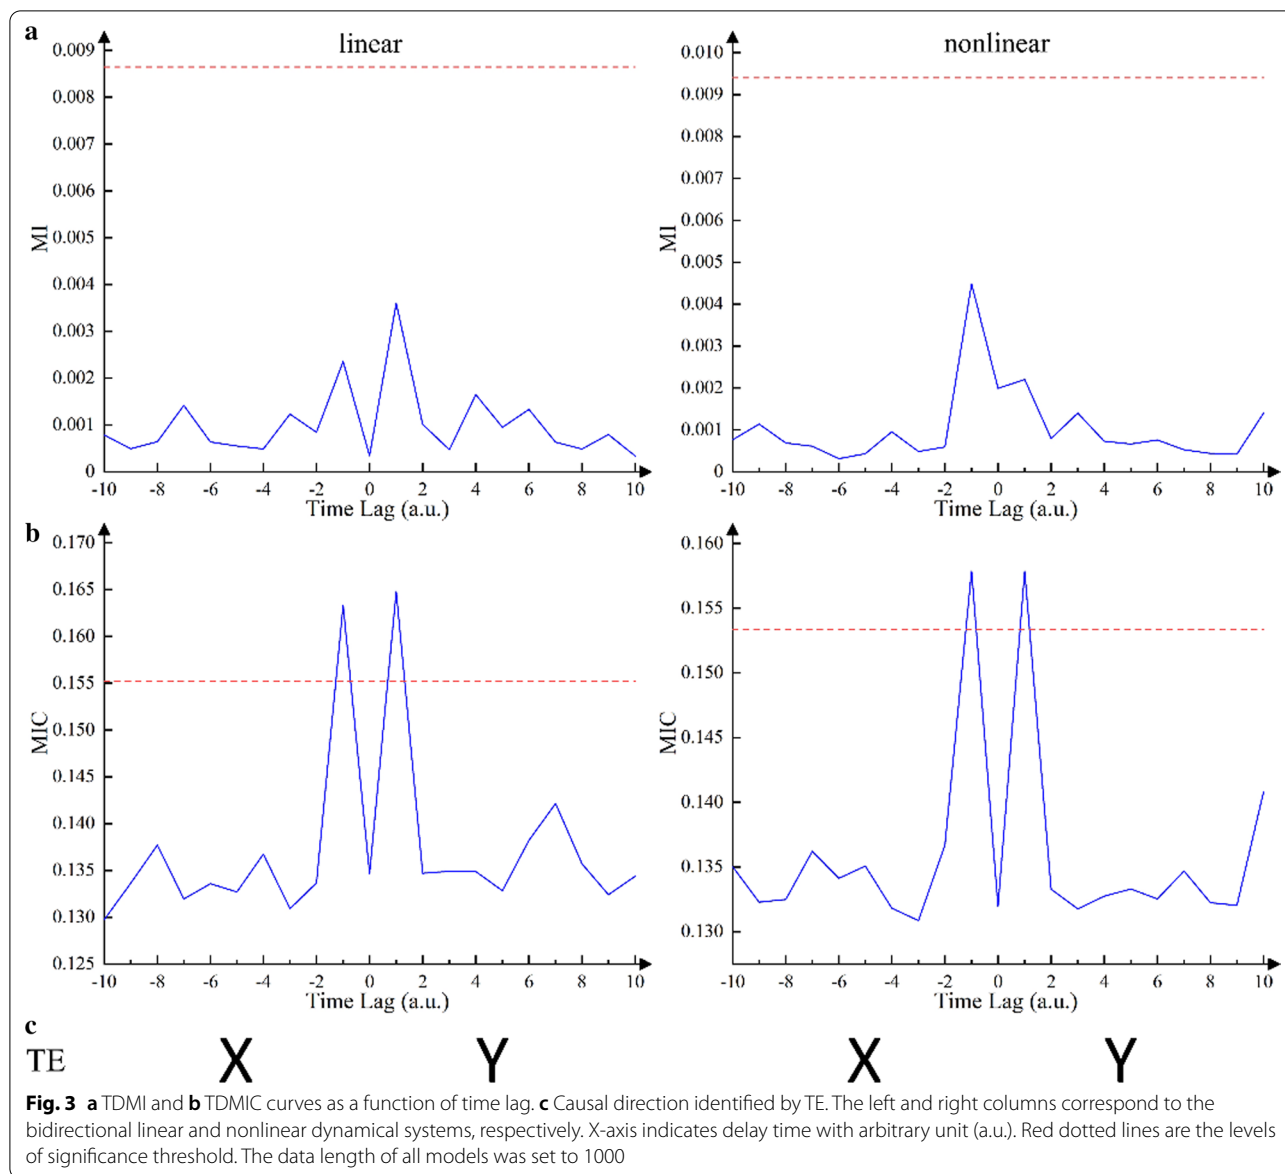 a
linear
nonlinear
0.009
0.008
0.007
0.006
0.005
0.004
0.003
0.002
0.001
0
MI
-10 -8 -6 -4 -2 0 2 4 6 8 10
Time Lag (a.u.)
0.010
0.009
0.008
0.007
0.006
0.005
0.004
0.003
0.002
0.001
0
MI
-10 -8 -6 -4 -2 0 2 4 6 8 10
Time Lag (a.u.)
b
0.170
0.165
0.160
0.155
0.150
0.145
0.140
0.135
0.130
0.125
MIC
-10 -8 -6 -4 -2 0 2 4 6 8 10
Time Lag (a.u.)
0.160
0.155
0.150
0.145
0.140
0.135
0.130
MIC
-10 -8 -6 -4 -2 0 2 4 6 8 10
Time Lag (a.u.)
c
TE X Y X Y
Fig. 3 a TDMI and b TDMIC curves as a function of time lag. c Causal direction identified by TE. The left and right columns correspond to the
bidirectional linear and nonlinear dynamical systems, respectively. X-axis indicates delay time with arbitrary unit (a.u.). Red dotted lines are the levels
of significance threshold. The data length of all models was set to 1000